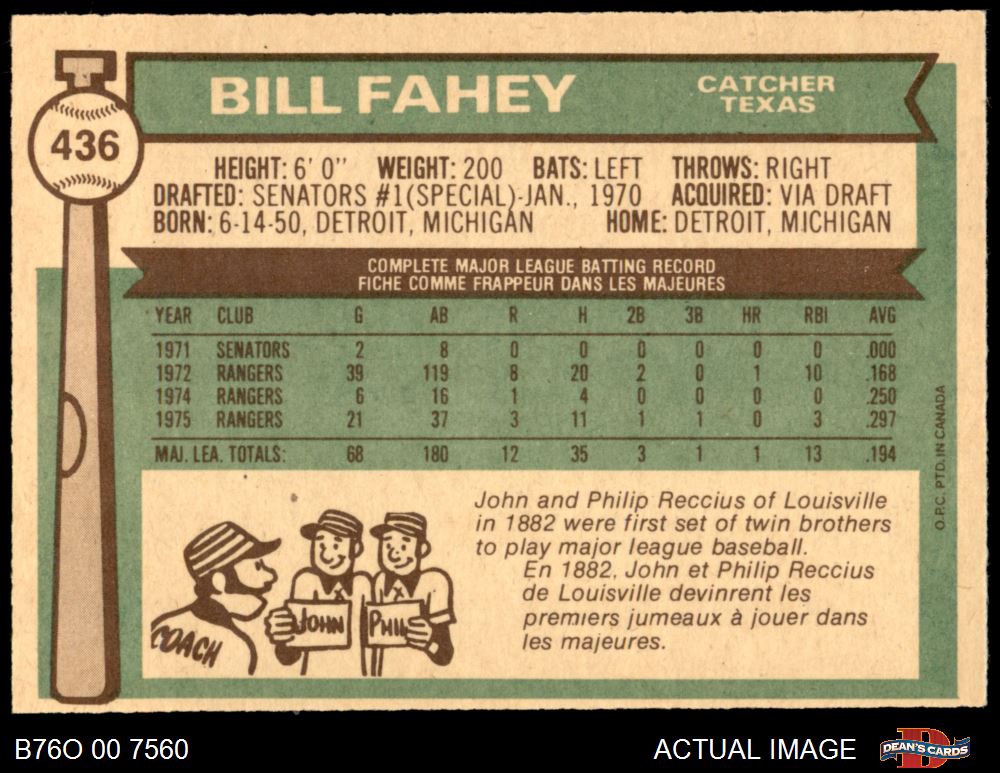 BILL FAHEY
CATCHER
TEXAS
436
HEIGHT: 6' 0" WEIGHT: 200 BATS: LEFT THROWS: RIGHT
DRAFTED: SENATORS #1(SPECIAL)-JAN., 1970 ACQUIRED: VIA DRAFT
BORN: 6-14-50, DETROIT, MICHIGAN HOME: DETROIT, MICHIGAN
COMPLETE MAJOR LEAGUE BATTING RECORD
FICHE COMME FRAPPEUR DANS LES MAJEURES
YEAR CLUB G AB R H 2B 3B HR RBI AVG
1971 SENATORS 2 8 0 0 0 0 0 0 .000
1972 RANGERS 39 119 8 20 2 0 1 10 .168
1974 RANGERS 6 16 1 4 0 0 0 0 .250
1975 RANGERS 21 37 3 11 1 1 0 3 .297
MAJ. LEA. TOTALS: 68 180 12 35 3 1 1 13 .194
O.P.C. PTD. IN CANADA
John and Philip Reccius of Louisville
in 1882 were first set of twin brothers
to play major league baseball.
En 1882, John et Philip Reccius
de Louisville devinrent les
premiers jumeaux à jouer dans
les majeures.
COACH
JOHN
PHIL
B76O 00 7560
ACTUAL IMAGE
DEAN'S CARDS